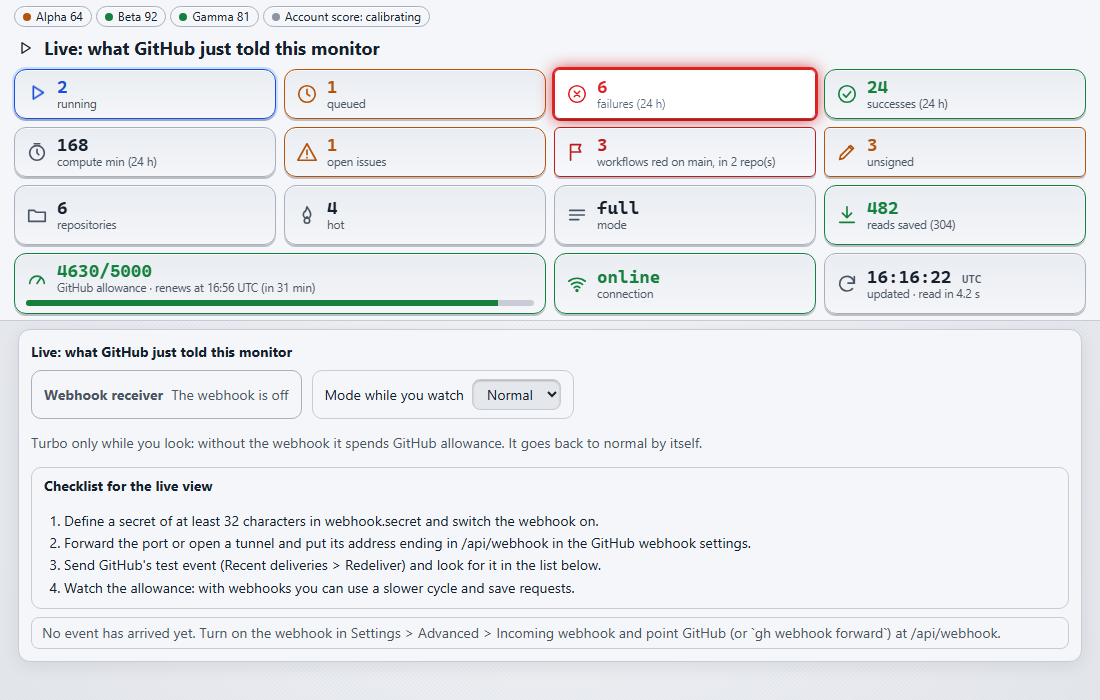 Alpha 64 Beta 92 Gamma 81 Account score: calibrating
Live: what GitHub just told this monitor
2
running
1
queued
6
failures (24 h)
24
successes (24 h)
168
compute min (24 h)
1
open issues
3
workflows red on main, in 2 repo(s)
3
unsigned
6
repositories
4
hot
full
mode
482
reads saved (304)
4630/5000
GitHub allowance · renews at 16:56 UTC (in 31 min)
online
connection
16:16:22 UTC
updated · read in 4.2 s
Live: what GitHub just told this monitor
Webhook receiver The webhook is off
Mode while you watch Normal
Turbo only while you look: without the webhook it spends GitHub allowance. It goes back to normal by itself.
Checklist for the live view
1. Define a secret of at least 32 characters in webhook.secret and switch the webhook on.
2. Forward the port or open a tunnel and put its address ending in /api/webhook in the GitHub webhook settings.
3. Send GitHub's test event (Recent deliveries > Redeliver) and look for it in the list below.
4. Watch the allowance: with webhooks you can use a slower cycle and save requests.
No event has arrived yet. Turn on the webhook in Settings > Advanced > Incoming webhook and point GitHub (or `gh webhook forward`) at /api/webhook.